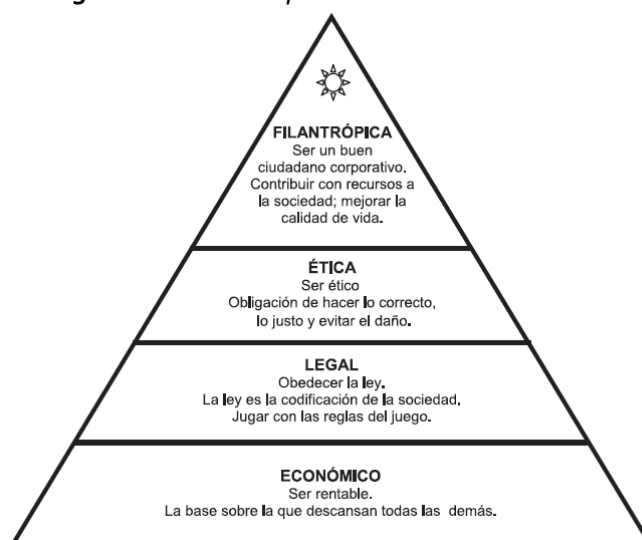 FILANTRÓPICA
Ser un buen
ciudadano corporativo.
Contribuir con recursos a
la sociedad; mejorar la
calidad de vida.
ÉTICA
Ser ético
Obligación de hacer lo correcto,
lo justo y evitar el daño.
LEGAL
Obedecer la ley.
La ley es la codificación de la sociedad.
Jugar con las reglas del juego.
ECONÓMICO
Ser rentable.
La base sobre la que descansan todas las demás.